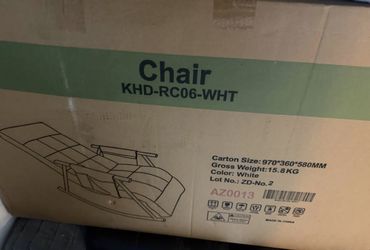 Chair
KHD-RC06-WHT
Carton Size: 970*360*580MM
Gross Weight:15.8KG
Color: White
Lot No.: ZD-No.2
AZ0013
MADE IN CHINA